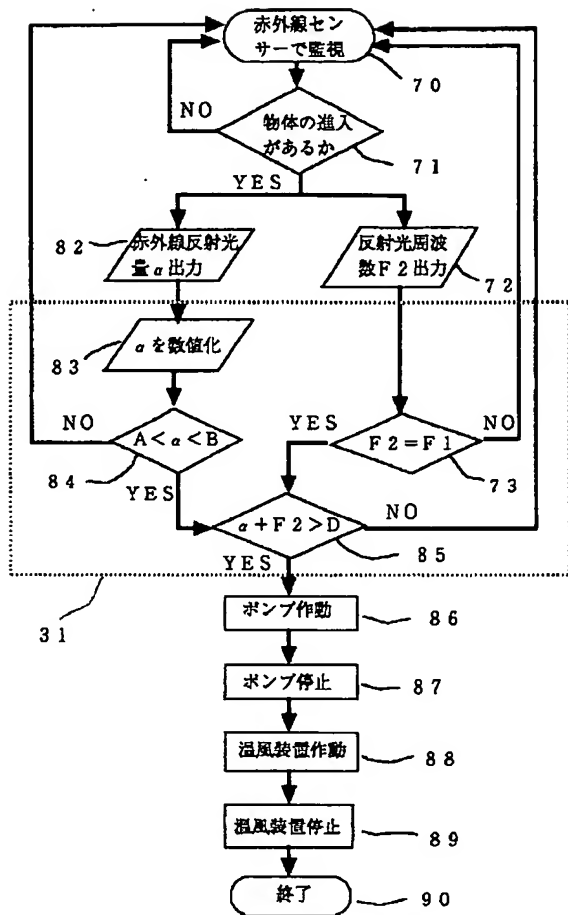 赤外線セン
サーで監視
70
NO
物体の進入
があるか
71
YES
82
赤外線反射光
量α出力
反射光周波
数F2出力
72
83
αを数値化
NO
A<α<B
84
YES
YES
F2=F1
NO
73
α+F2>D
NO
85
YES
31
ポンプ作動
86
ポンプ停止
87
温風装置作動
88
温風装置停止
89
終了
90